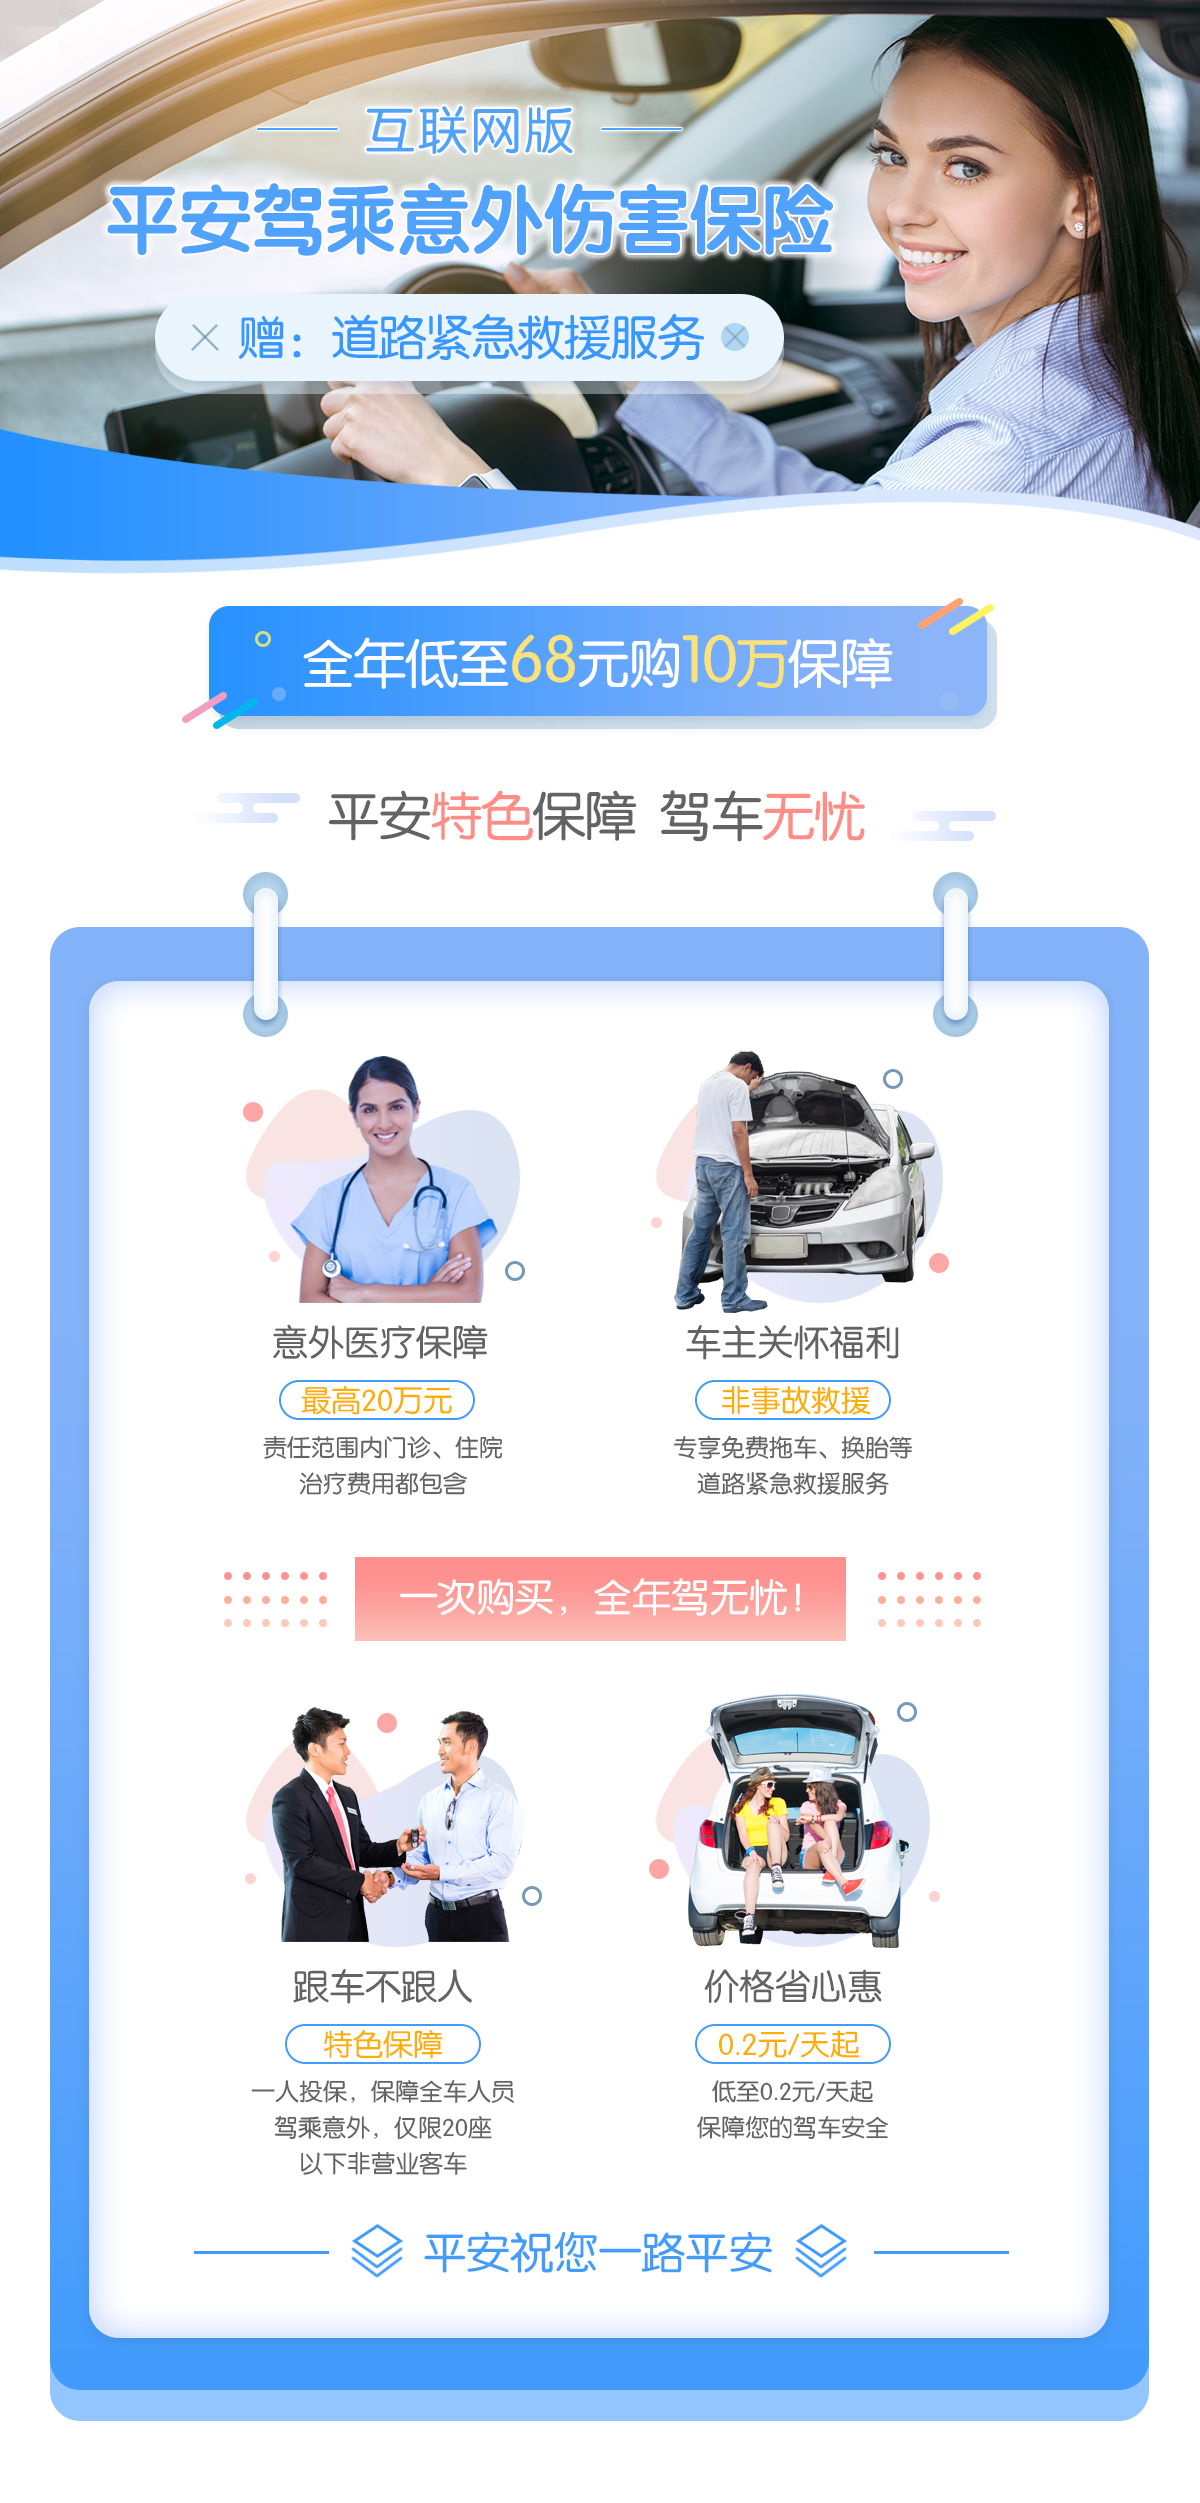 互联网版
平安驾乘意外伤害保险
赠：道路紧急救援服务
全年低至68元购10万保障
平安特色保障 驾车无忧
意外医疗保障
最高20万元
责任范围内门诊、住院
治疗费用都包含
车主关怀福利
非事故救援
专享免费拖车、换胎等
道路紧急救援服务
一次购买，全年驾无忧！
跟车不跟人
特色保障
一人投保，保障全车人员
驾乘意外，仅限20座
以下非营业客车
价格省心惠
0.2元/天起
低至0.2元/天起
保障您的驾车安全
平安祝您一路平安